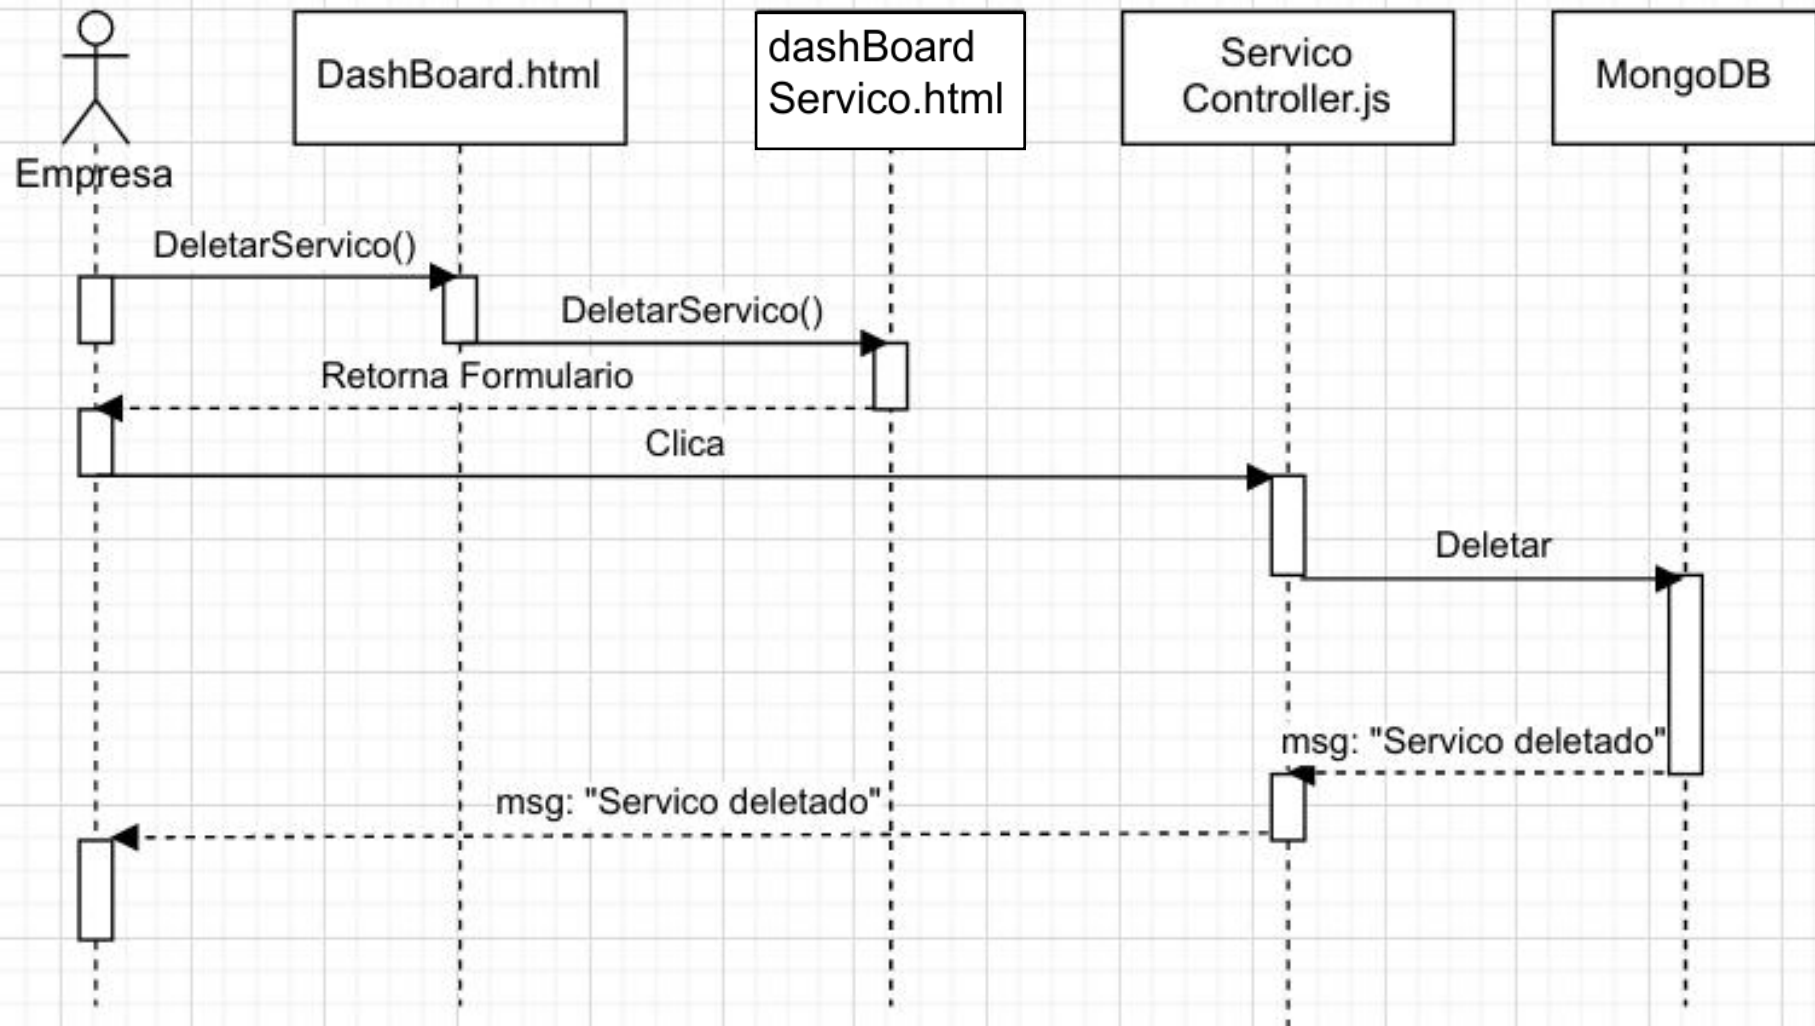 DashBoard.html
dashBoard
Servico.html
Servico
Controller.js
MongoDB
Empresa
DeletarServico()
DeletarServico()
Retorna Formulario
Clica
Deletar
msg: "Servico deletado"
msg: "Servico deletado"